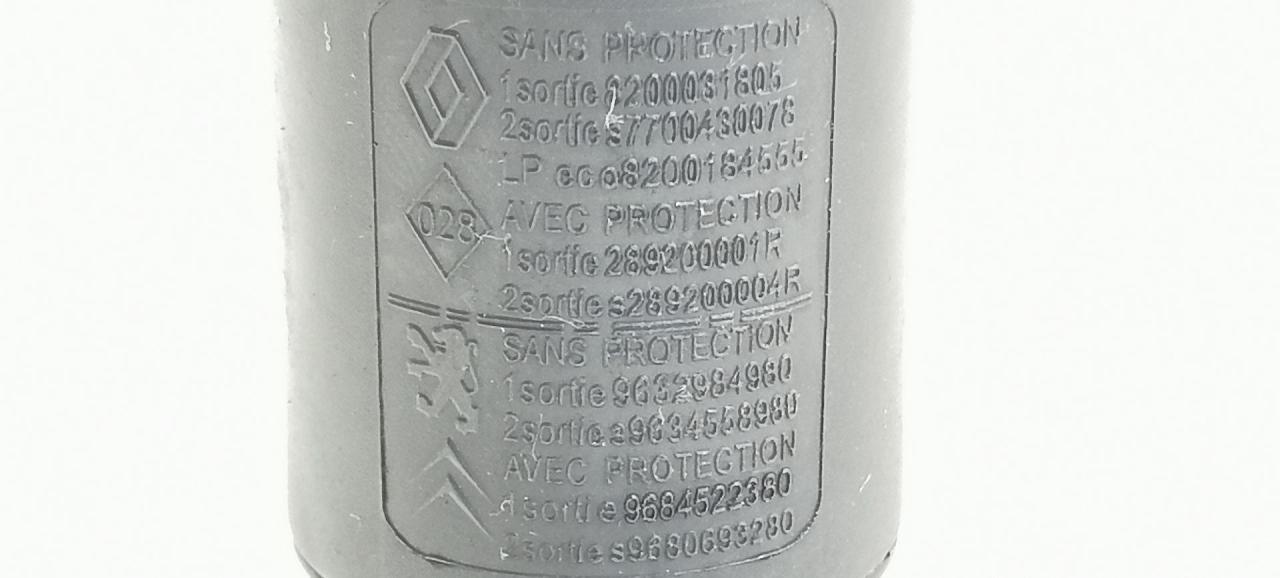 SANS PROTECTION
1sortie 8200031805
2sorties 7700430078
LP eco 8200184555
028
AVEC PROTECTION
1sortie 289200001R
2sorties 289200004R
SANS PROTECTION
1sortie 9632984980
2sorties 9634558980
AVEC PROTECTION
1sortie 9684522380
2sorties 9680693280